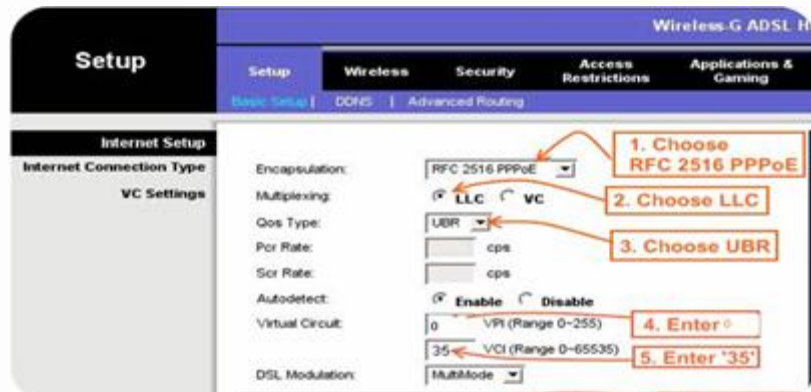 Wireless-G ADSL H
Setup
Setup Wireless Security Access Restrictions Applications & Gaming
Basic Setup | DDNS | Advanced Routing
Internet Setup
Internet Connection Type
VC Settings
Encapsulation: RFC 2516 PPPoE
1. Choose RFC 2516 PPPoE
Multiplexing: LLC VC
2. Choose LLC
Qos Type: UBR
3. Choose UBR
Pcr Rate: cps
Scr Rate: cps
Autodetect: Enable Disable
Virtual Circuit: 0 VPI (Range 0~255)
4. Enter 0
35 VCI (Range 0~65535)
5. Enter '35'
DSL Modulation: MultiMode